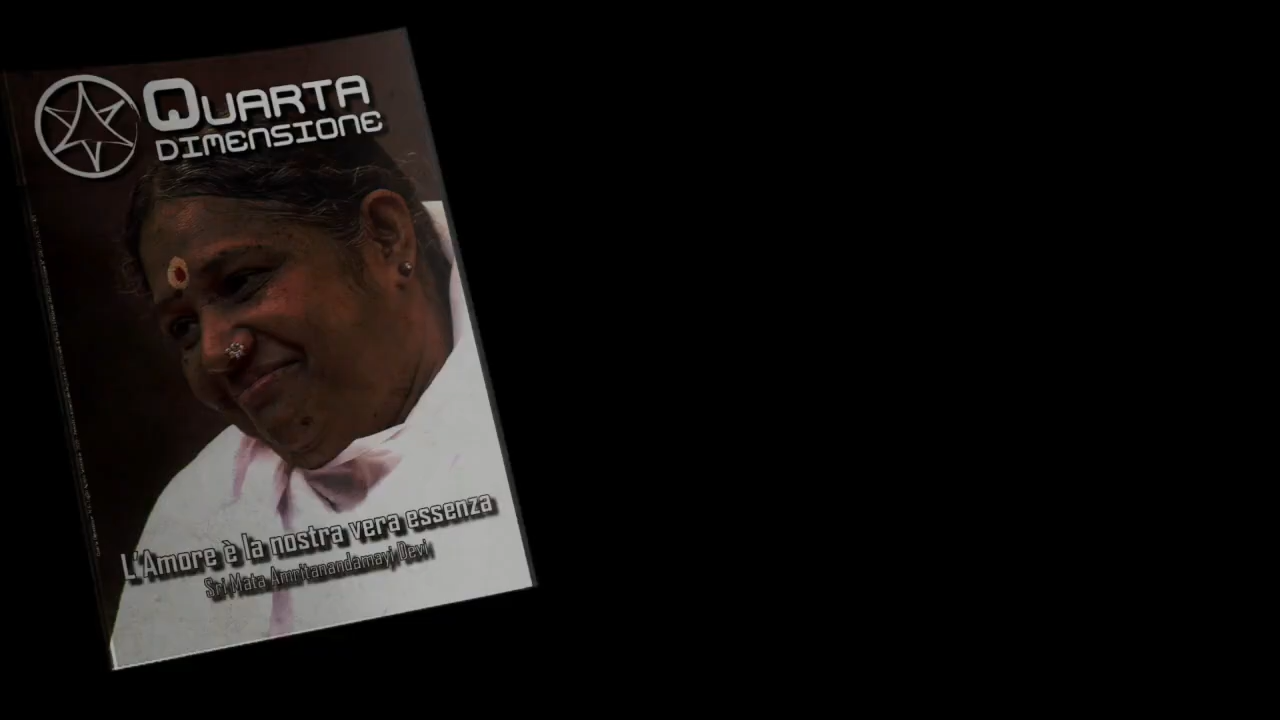 QUARTA
DIMENSIONE
L'Amore è la nostra vera essenza
Sri Mata Amritanandamayi Devi